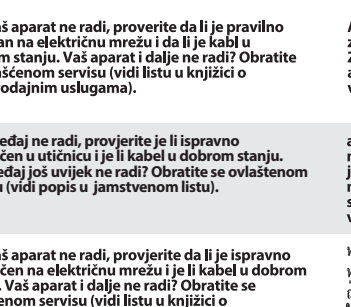 š aparat ne radi, proverite da li je pravilno
an na električnu mrežu i da li je kabl u
m stanju. Vaš aparat i dalje ne radi? Obratite
šćenom servisu (vidi listu u knjižici o
odajnim uslugama).
eđaj ne radi, provjerite je li ispravno
čen u utičnicu i je li kabel u dobrom stanju.
eđaj još uvijek ne radi? Obratite se ovlaštenom
u (vidi popis u jamstvenom listu).
š aparat ne radi, provjerite da li je ispravno
čen na električnu mrežu i je li kabel u dobrom
. Vaš aparat i dalje ne radi? Obratite se
enom servisu (vidi listu u knjižici o